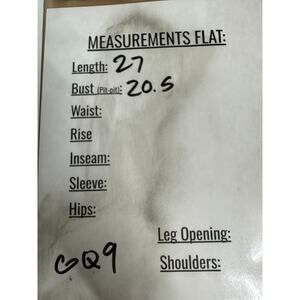 MEASUREMENTS FLAT:
Length: 27
Bust (Pit-pit): 20.5
Waist:
Rise
Inseam:
Sleeve:
Hips:
Leg Opening:
GQ9
Shoulders: